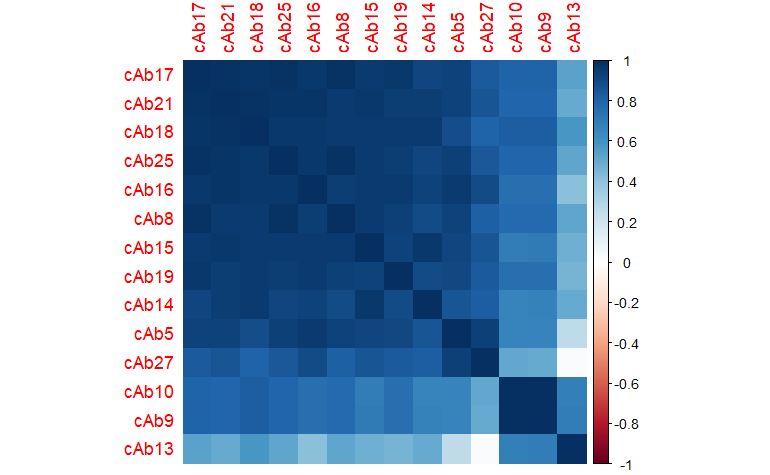 cAb17 cAb21 cAb18 cAb25 cAb16 cAb8 cAb15 cAb19 cAb14 cAb5 cAb27 cAb10 cAb9 cAb13
cAb17
cAb21
cAb18
cAb25
cAb16
cAb8
cAb15
cAb19
cAb14
cAb5
cAb27
cAb10
cAb9
cAb13
1
0.8
0.6
0.4
0.2
0
-0.2
-0.4
-0.6
-0.8
-1